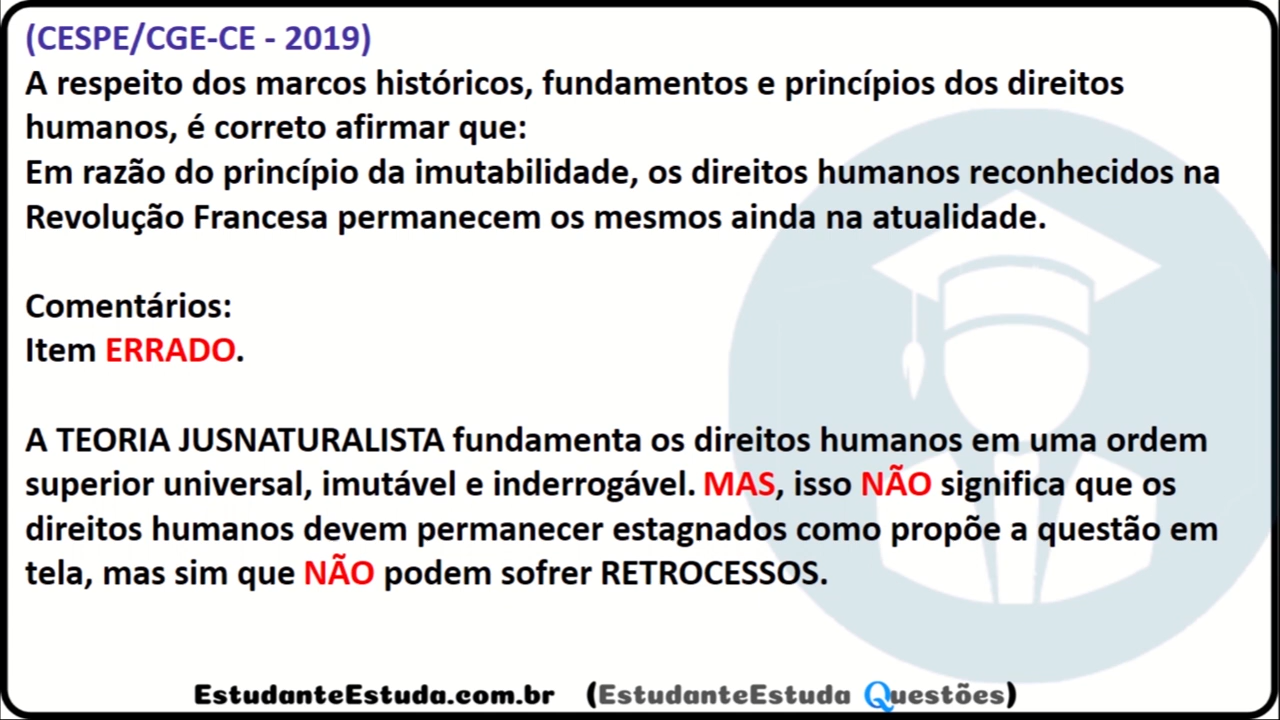 (CESPE/CGE-CE - 2019)
A respeito dos marcos históricos, fundamentos e princípios dos direitos
humanos, é correto afirmar que:
Em razão do princípio da imutabilidade, os direitos humanos reconhecidos na
Revolução Francesa permanecem os mesmos ainda na atualidade.
Comentários:
Item ERRADO.
A TEORIA JUSNATURALISTA fundamenta os direitos humanos em uma ordem
superior universal, imutável e inderrogável. MAS, isso NÃO significa que os
direitos humanos devem permanecer estagnados como propõe a questão em
tela, mas sim que NÃO podem sofrer RETROCESSOS.
EstudanteEstuda.com.br (EstudanteEstuda Questões)